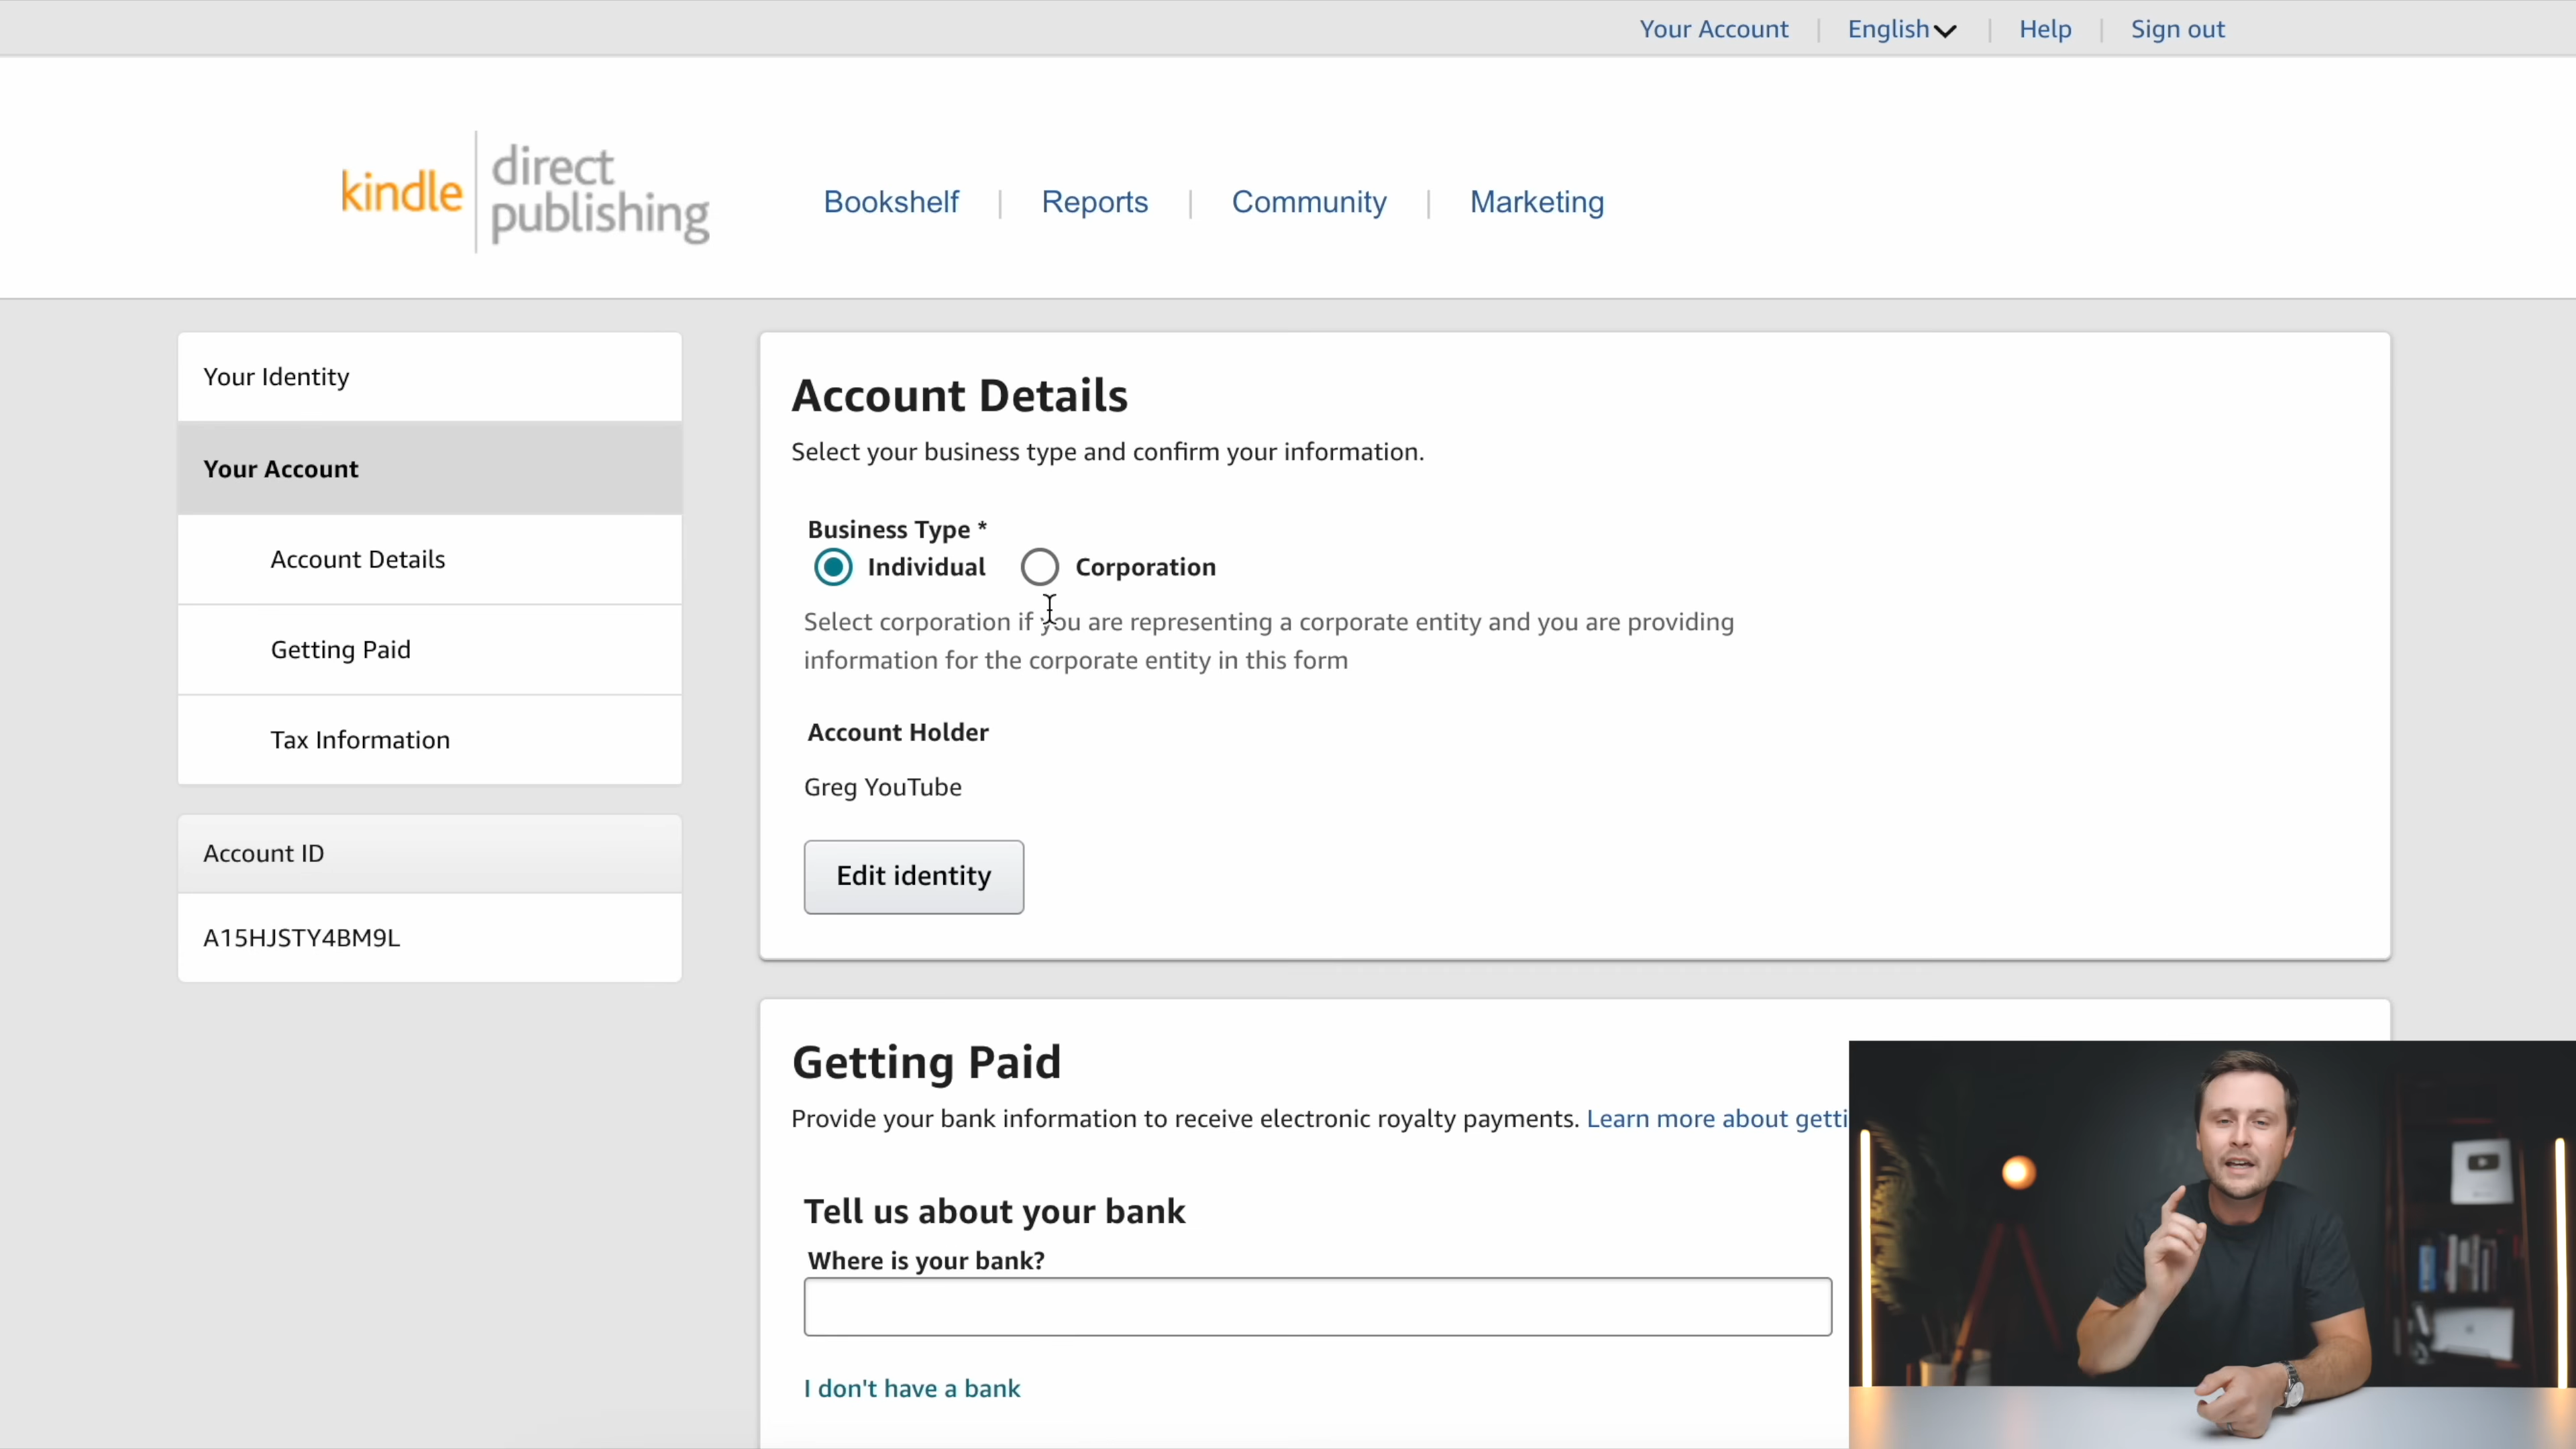 Your Account | English | Help | Sign out
kindle direct publishing
Bookshelf | Reports | Community | Marketing
Your Identity
Your Account
Account Details
Getting Paid
Tax Information
Account ID
A15HJSTY4BM9L
Account Details
Select your business type and confirm your information.
Business Type *
Individual Corporation
Select corporation if you are representing a corporate entity and you are providing
information for the corporate entity in this form
Account Holder
Greg YouTube
Edit identity
Getting Paid
Provide your bank information to receive electronic royalty payments. Learn more about getti
Tell us about your bank
Where is your bank?
I don't have a bank